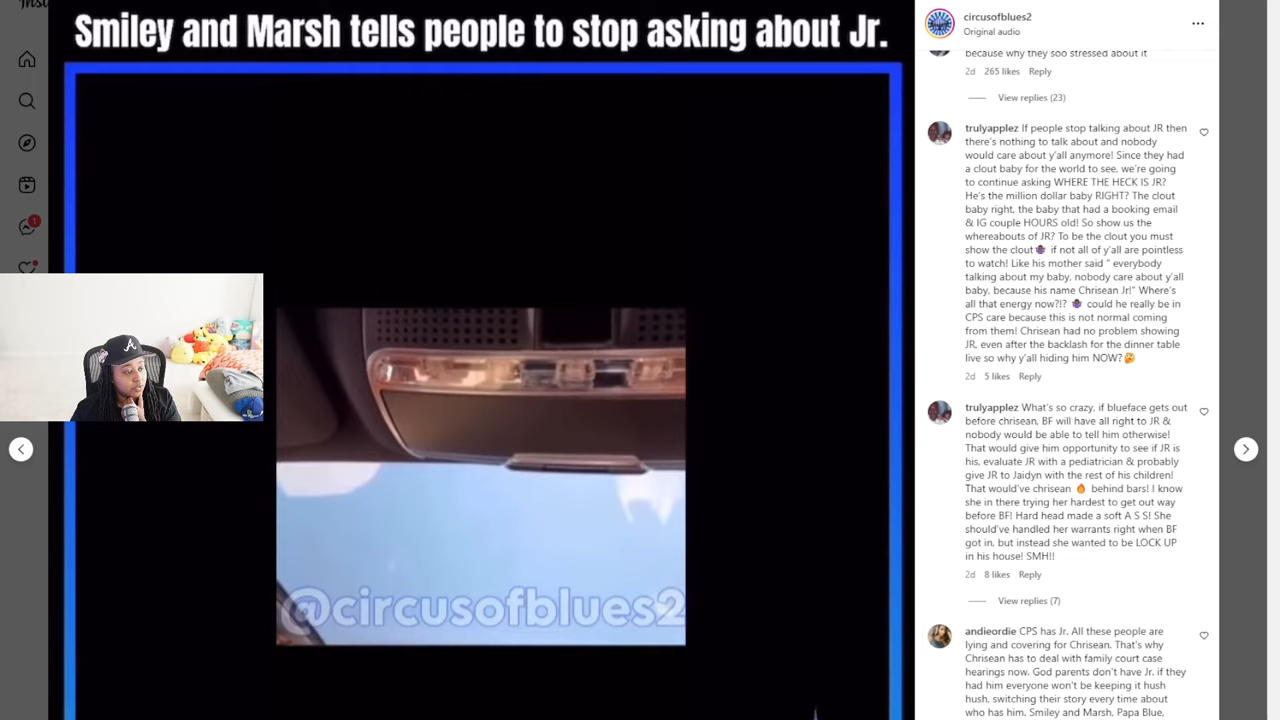 Smiley and Marsh tells people to stop asking about Jr.
@circusofblues2
1
A
circusofblues2
Original audio
because why they soo stressed about it
2d 265 likes Reply
View replies (23)
trulyapplez If people stop talking about JR then
there's nothing to talk about and nobody
would care about y'all anymore! Since they had
a clout baby for the world to see, we're going
to continue asking WHERE THE HECK IS JR?
He's the million dollar baby RIGHT? The clout
baby right, the baby that had a booking email
& IG couple HOURS old! So show us the
whereabouts of JR? To be the clout you must
show the clout🤷🏿‍♀️ if not all of y'all are pointless
to watch! Like his mother said " everybody
talking about my baby, nobody care about y'all
baby, because his name Chrisean Jr!" Where's
all that energy now?!? 🤷🏿‍♀️ could he really be in
CPS care because this is not normal coming
from them! Chrisean had no problem showing
JR, even after the backlash for the dinner table
live so why y'all hiding him NOW?🫣
2d 5 likes Reply
trulyapplez What's so crazy, if blueface gets out
before chrisean, BF will have all right to JR &
nobody would be able to tell him otherwise!
That would give him opportunity to see if JR is
his, evaluate JR with a pediatrician & probably
give JR to Jaidyn with the rest of his children!
That would've chrisean 🔥 behind bars! I know
she in there trying her hardest to get out way
before BF! Hard head made a soft A S S! She
should've handled her warrants right when BF
got in, but instead she wanted to be LOCK UP
in his house! SMH!!
2d 8 likes Reply
View replies (7)
andieordie CPS has Jr. All these people are
lying and covering for Chrisean. That's why
Chrisean has to deal with family court case
hearings now. God parents don't have Jr. if they
had him everyone won't be keeping it hush
hush, switching their story every time about
who has him. Smiley and Marsh, Papa Blue,